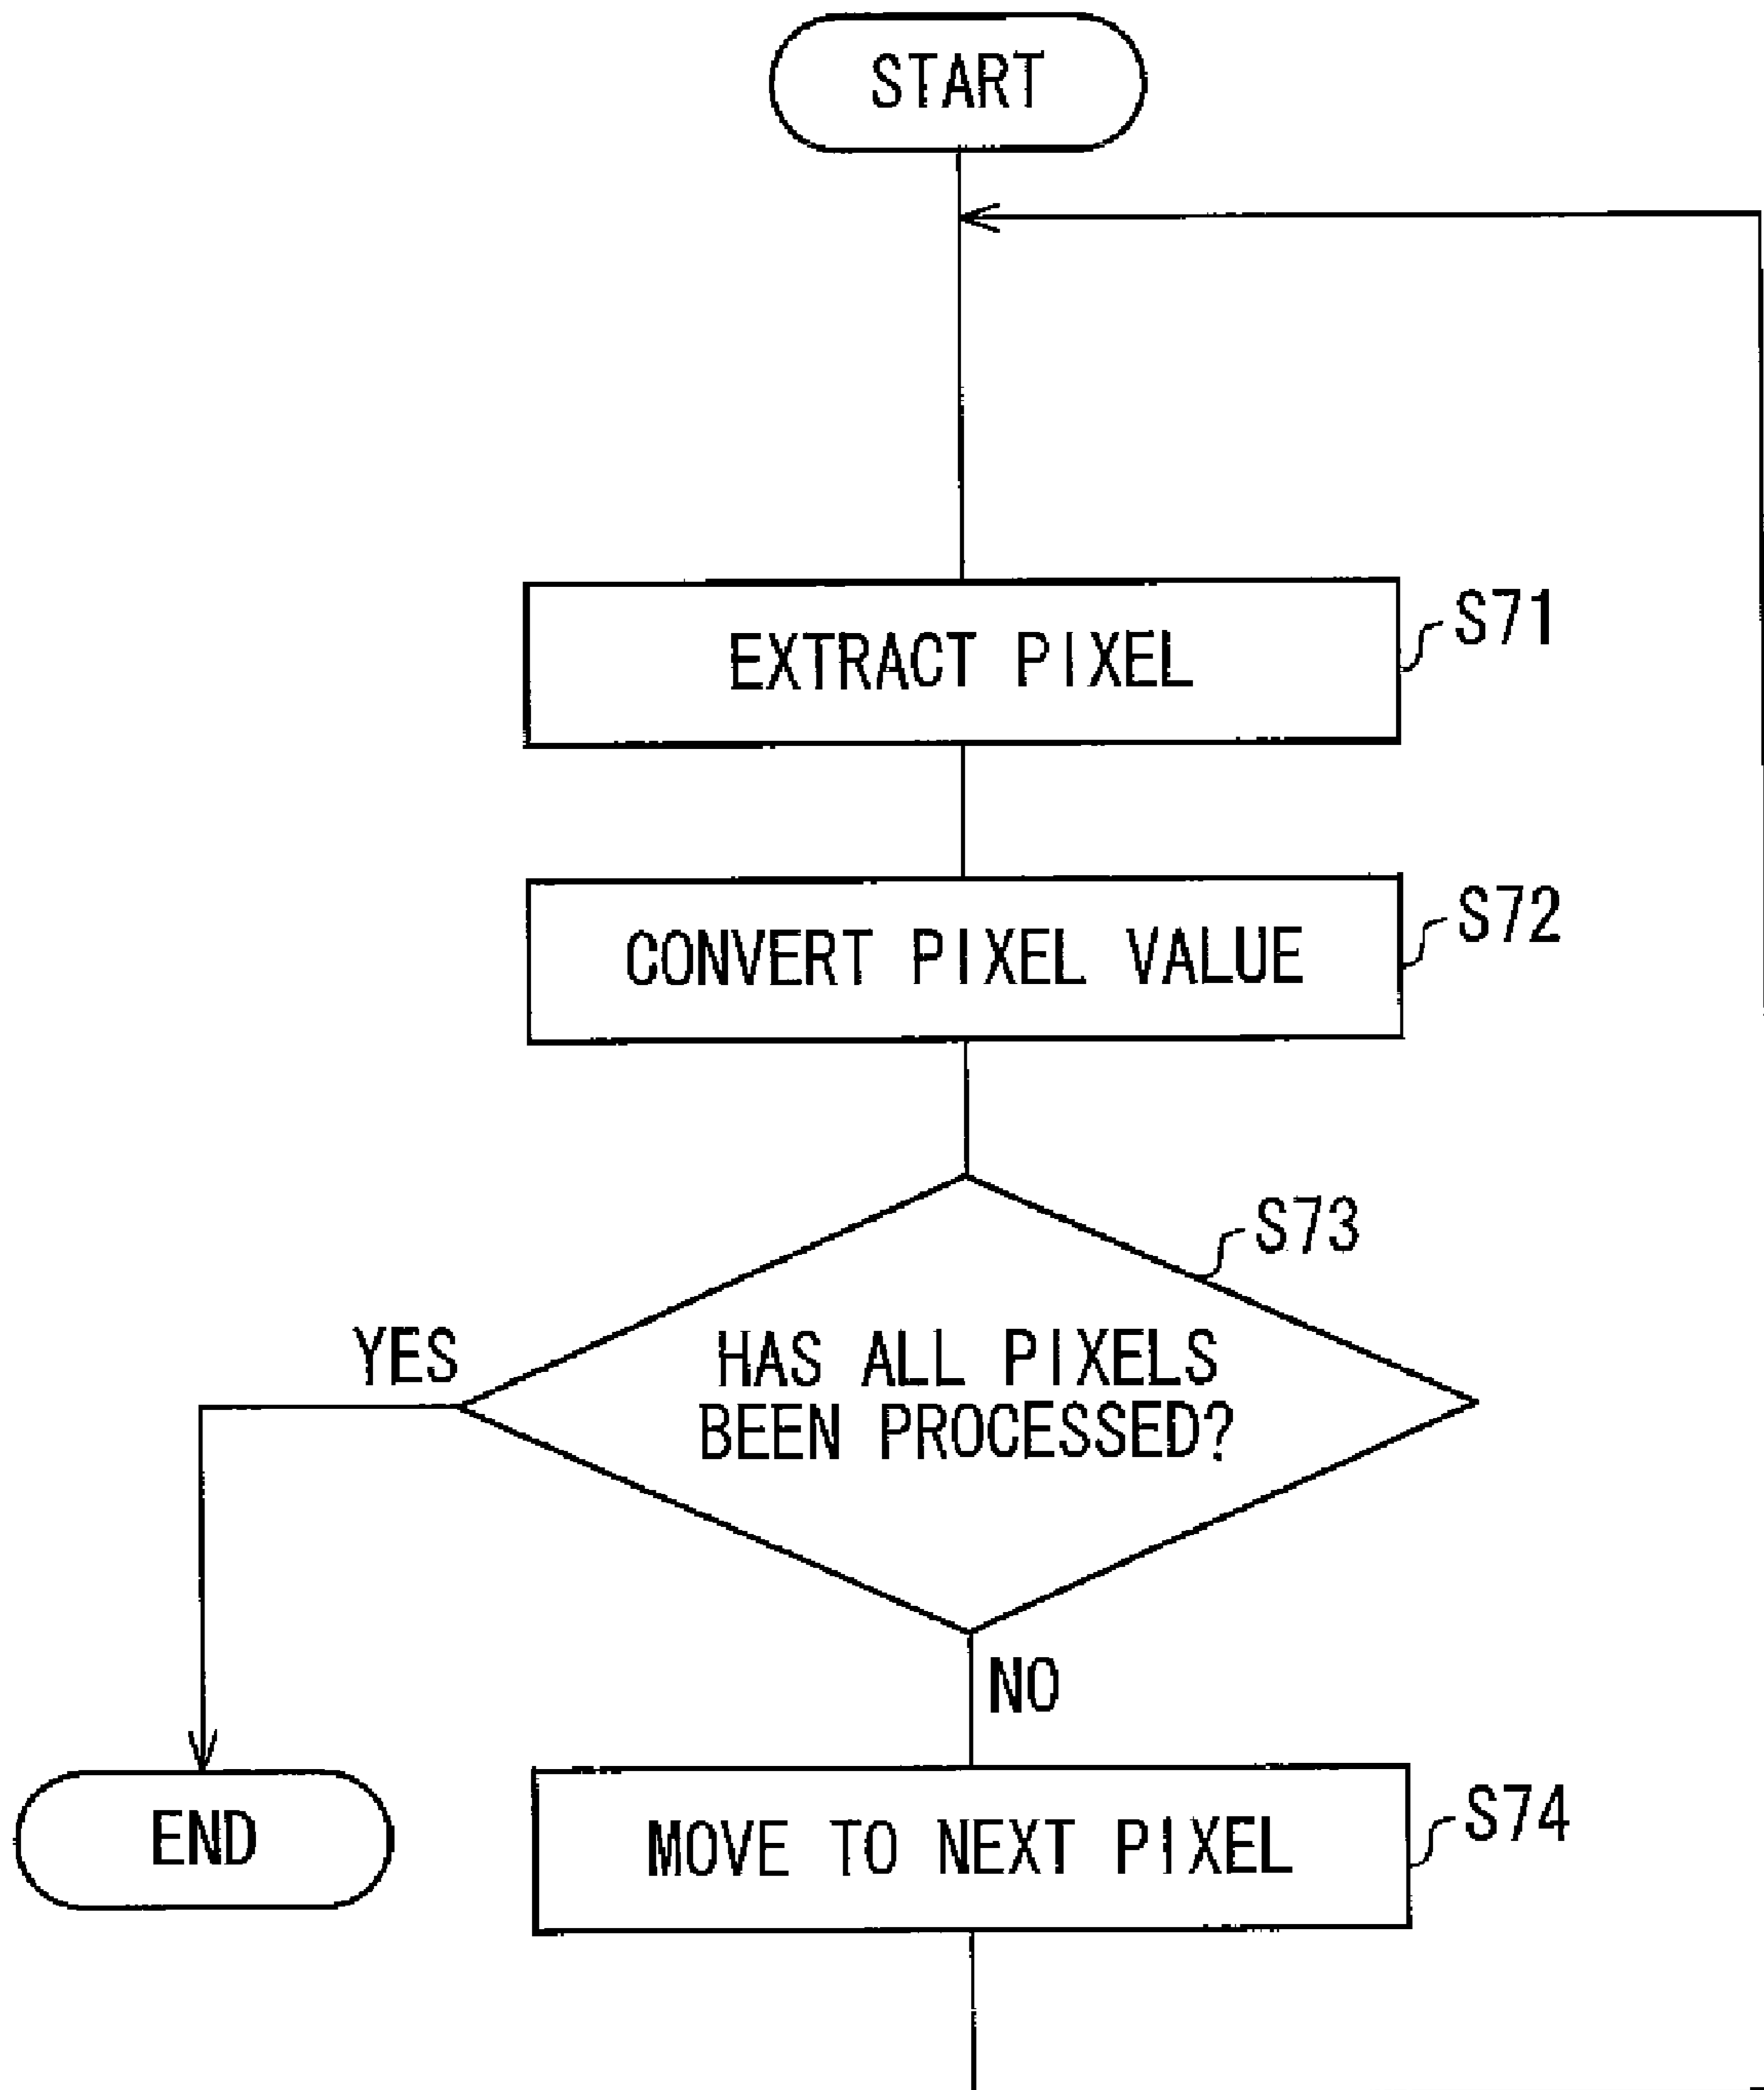 START
EXTRACT PIXEL
S71
CONVERT PIXEL VALUE
S72
S73
HAS ALL PIXELS
BEEN PROCESSED?
YES
NO
END
MOVE TO NEXT PIXEL
S74